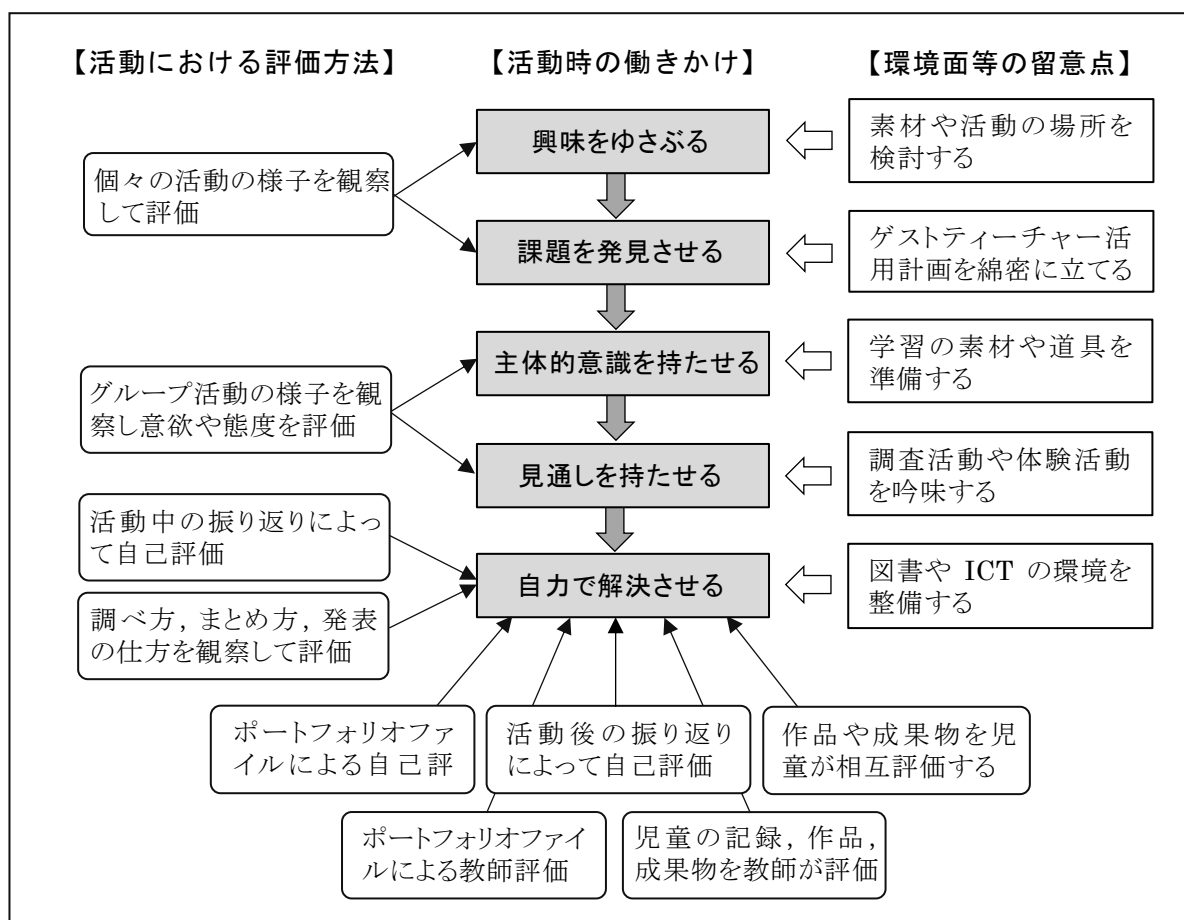 【活動における評価方法】
【活動時の働きかけ】
【環境面等の留意点】
興味をゆさぶる
素材や活動の場所を
検討する
個々の活動の様子を観察
して評価
課題を発見させる
ゲストティーチャー活
用計画を綿密に立てる
主体的意識を持たせる
学習の素材や道具を
準備する
グループ活動の様子を観
察し意欲や態度を評価
見通しを持たせる
調査活動や体験活動
を吟味する
活動中の振り返りによっ
て自己評価
自力で解決させる
図書や ICT の環境を
整備する
調べ方，まとめ方，発表
の仕方を観察して評価
ポートフォリオファ
イルによる自己評
活動後の振り返り
によって自己評価
作品や成果物を児
童が相互評価する
ポートフォリオファイ
ルによる教師評価
児童の記録，作品，
成果物を教師が評価